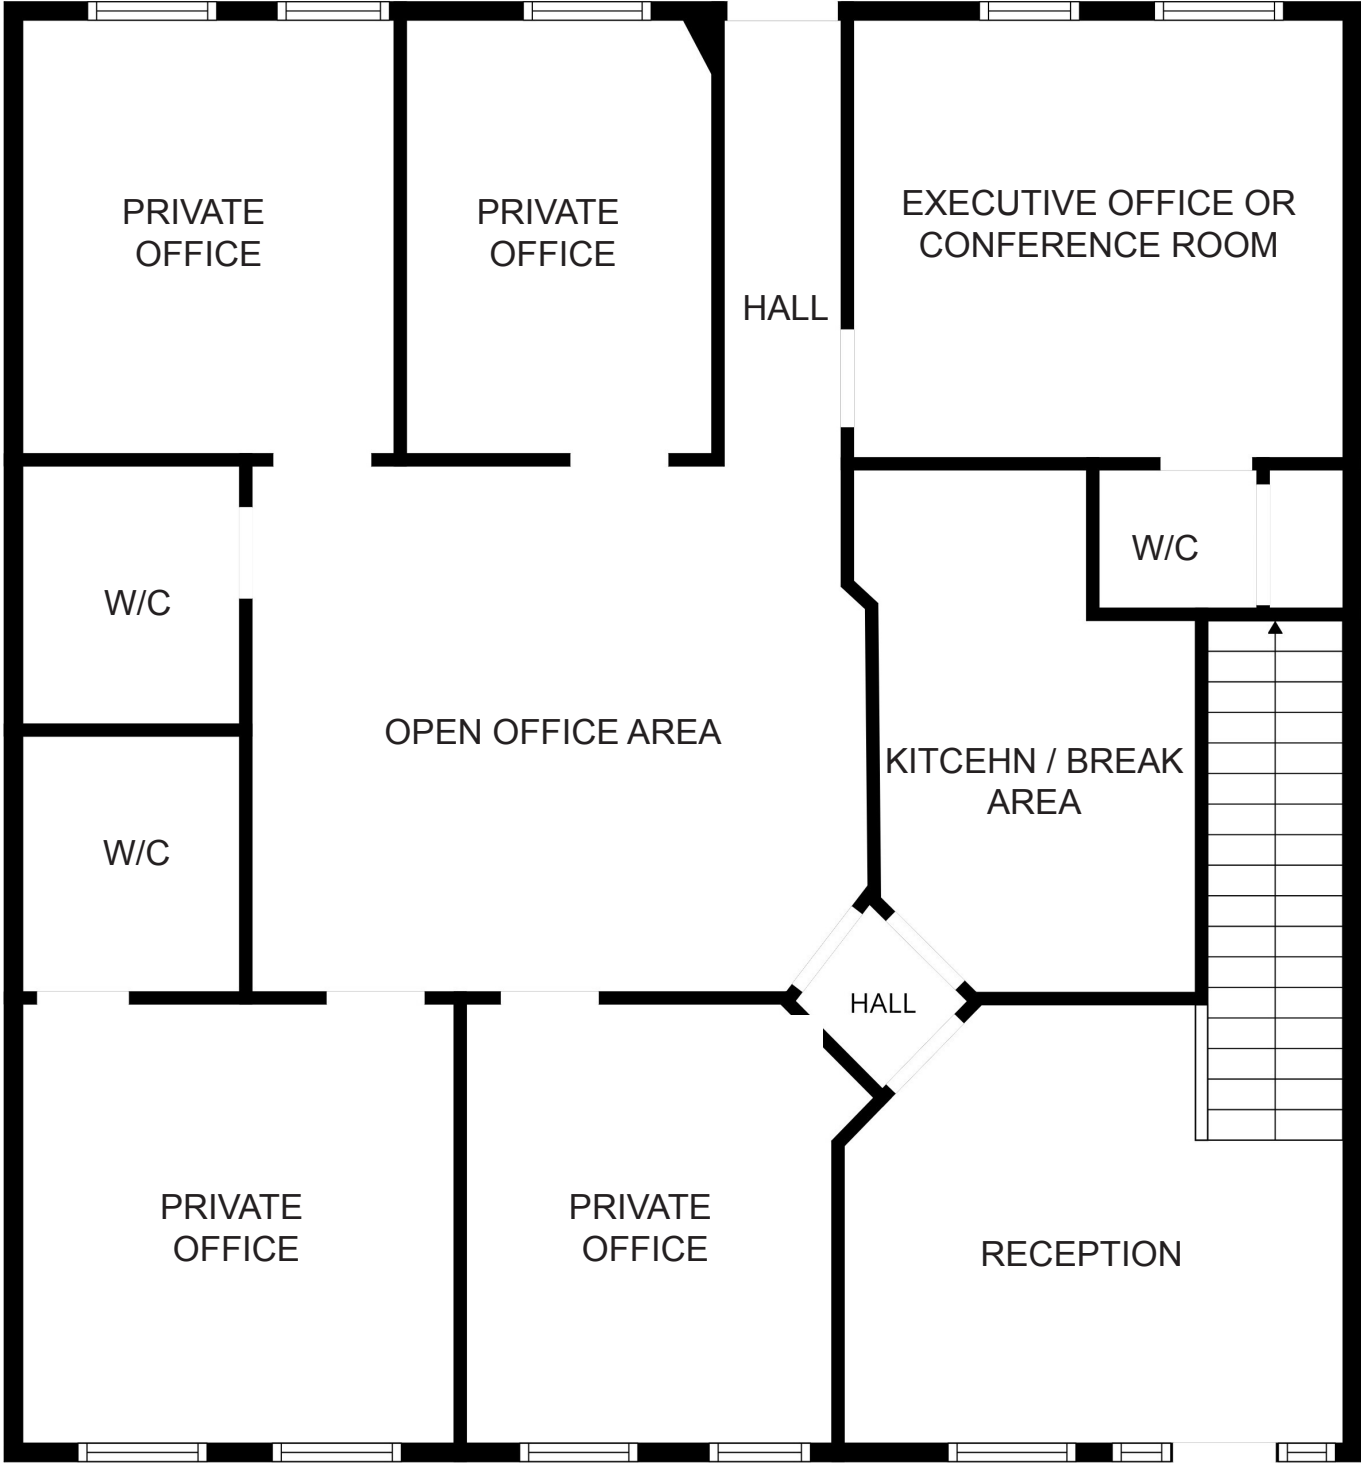 PRIVATE
OFFICE
PRIVATE
OFFICE
EXECUTIVE OFFICE OR
CONFERENCE ROOM
HALL
W/C
W/C
OPEN OFFICE AREA
KITCEHN / BREAK
AREA
W/C
HALL
PRIVATE
OFFICE
PRIVATE
OFFICE
RECEPTION